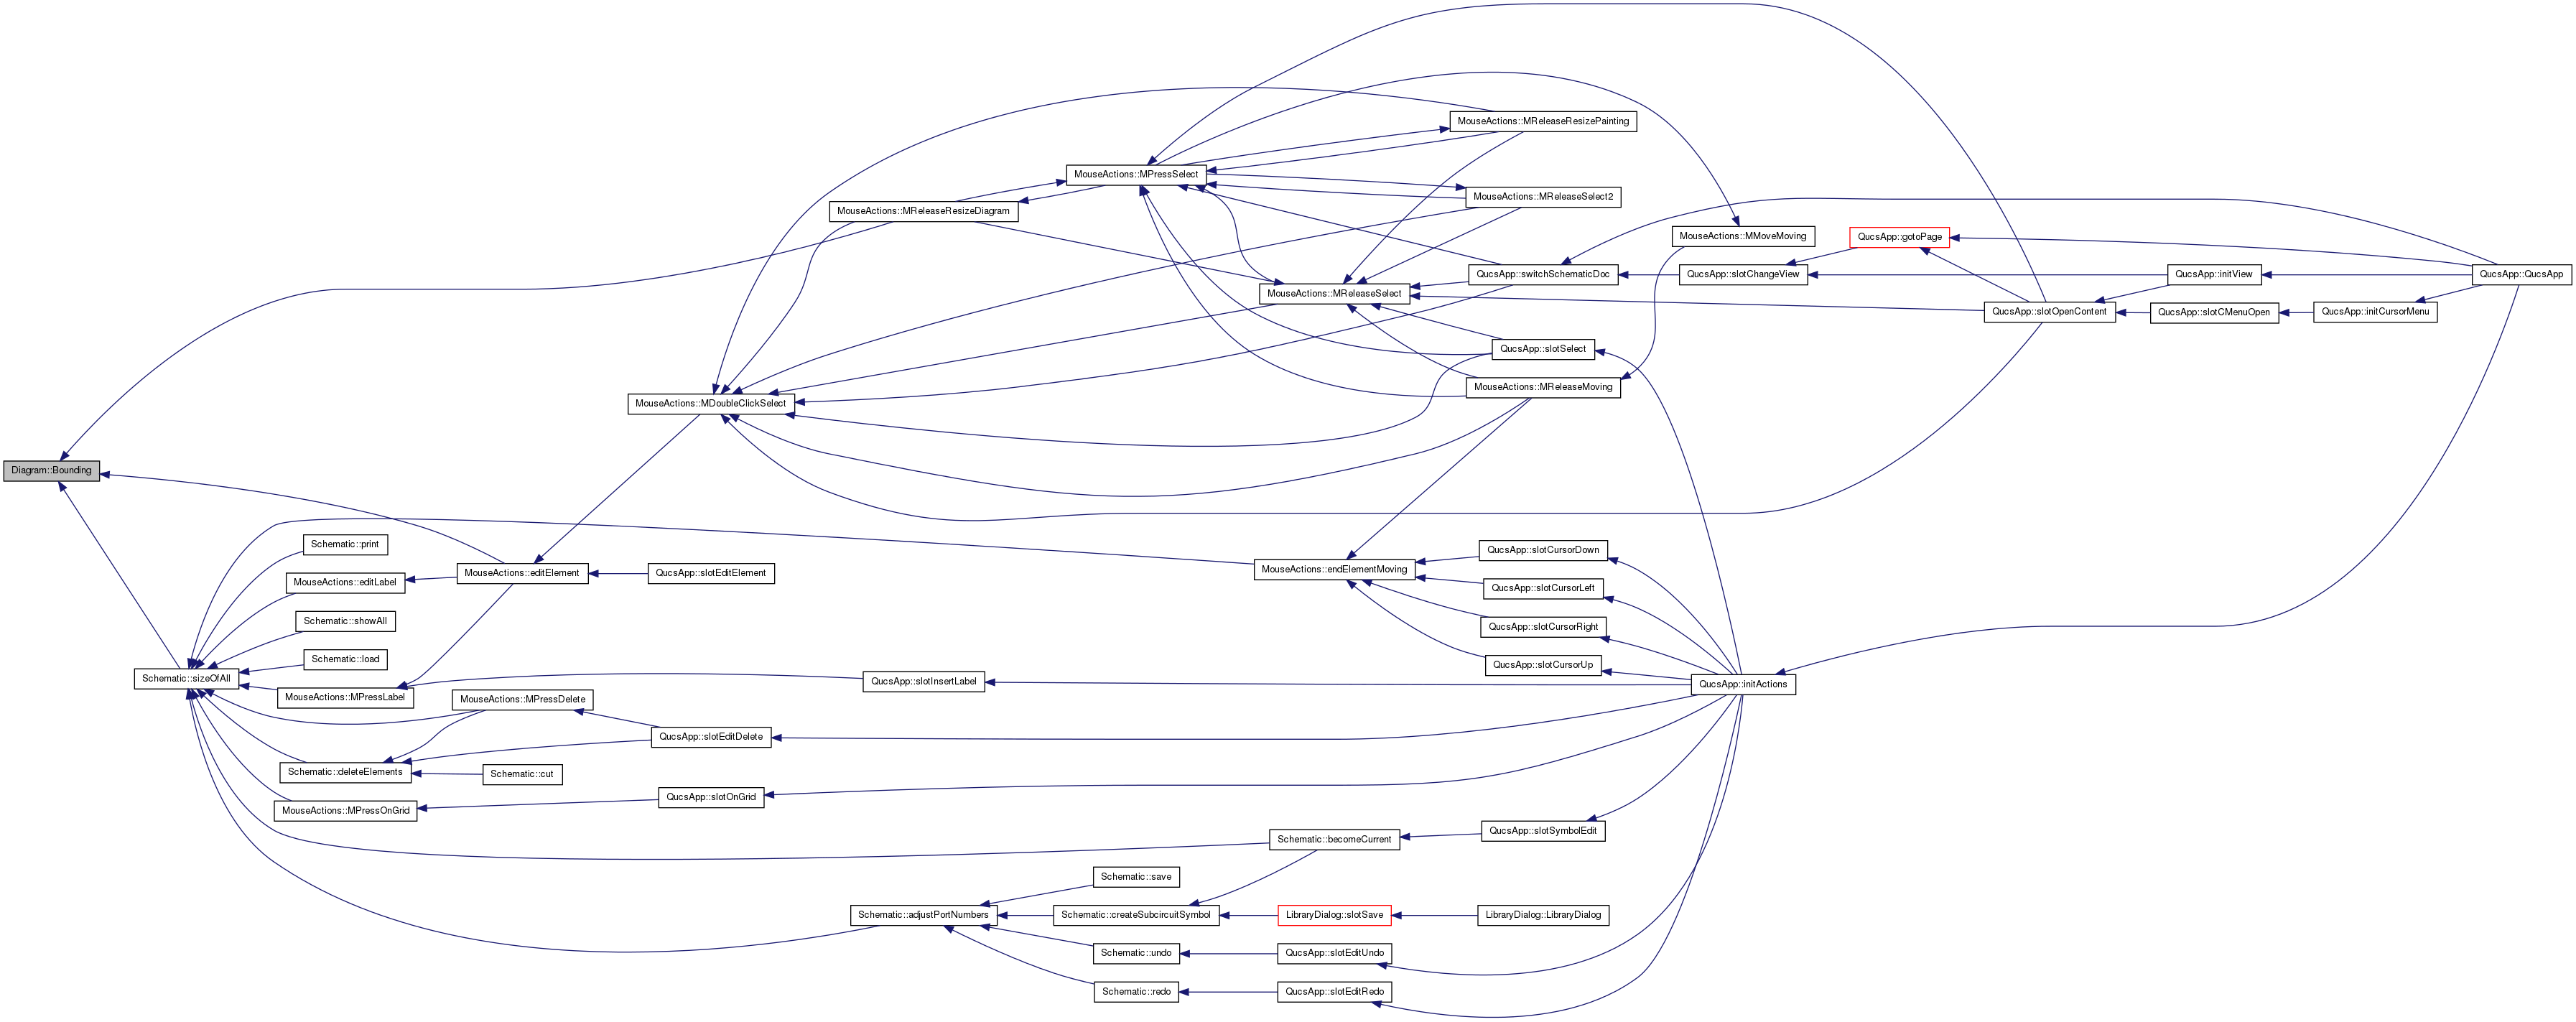 Diagram::Bounding
Schematic::sizeOfAll
Schematic::print
MouseActions::editLabel
Schematic::showAll
Schematic::load
MouseActions::MPressLabel
Schematic::deleteElements
MouseActions::MPressOnGrid
MouseActions::editElement
MouseActions::MPressDelete
Schematic::cut
MouseActions::MDoubleClickSelect
QucsApp::slotEditElement
QucsApp::slotEditDelete
QucsApp::slotOnGrid
MouseActions::MReleaseResizeDiagram
QucsApp::slotInsertLabel
Schematic::adjustPortNumbers
MouseActions::MPressSelect
Schematic::save
Schematic::createSubcircuitSymbol
Schematic::undo
Schematic::redo
MouseActions::MReleaseSelect
MouseActions::endElementMoving
Schematic::becomeCurrent
LibraryDialog::slotSave
QucsApp::slotEditUndo
QucsApp::slotEditRedo
MouseActions::MReleaseResizePainting
MouseActions::MReleaseSelect2
QucsApp::switchSchematicDoc
QucsApp::slotSelect
MouseActions::MReleaseMoving
QucsApp::slotCursorDown
QucsApp::slotCursorLeft
QucsApp::slotCursorRight
QucsApp::slotCursorUp
QucsApp::slotSymbolEdit
LibraryDialog::LibraryDialog
MouseActions::MMoveMoving
QucsApp::slotChangeView
QucsApp::initActions
QucsApp::gotoPage
QucsApp::slotOpenContent
QucsApp::initView
QucsApp::slotCMenuOpen
QucsApp::initCursorMenu
QucsApp::QucsApp